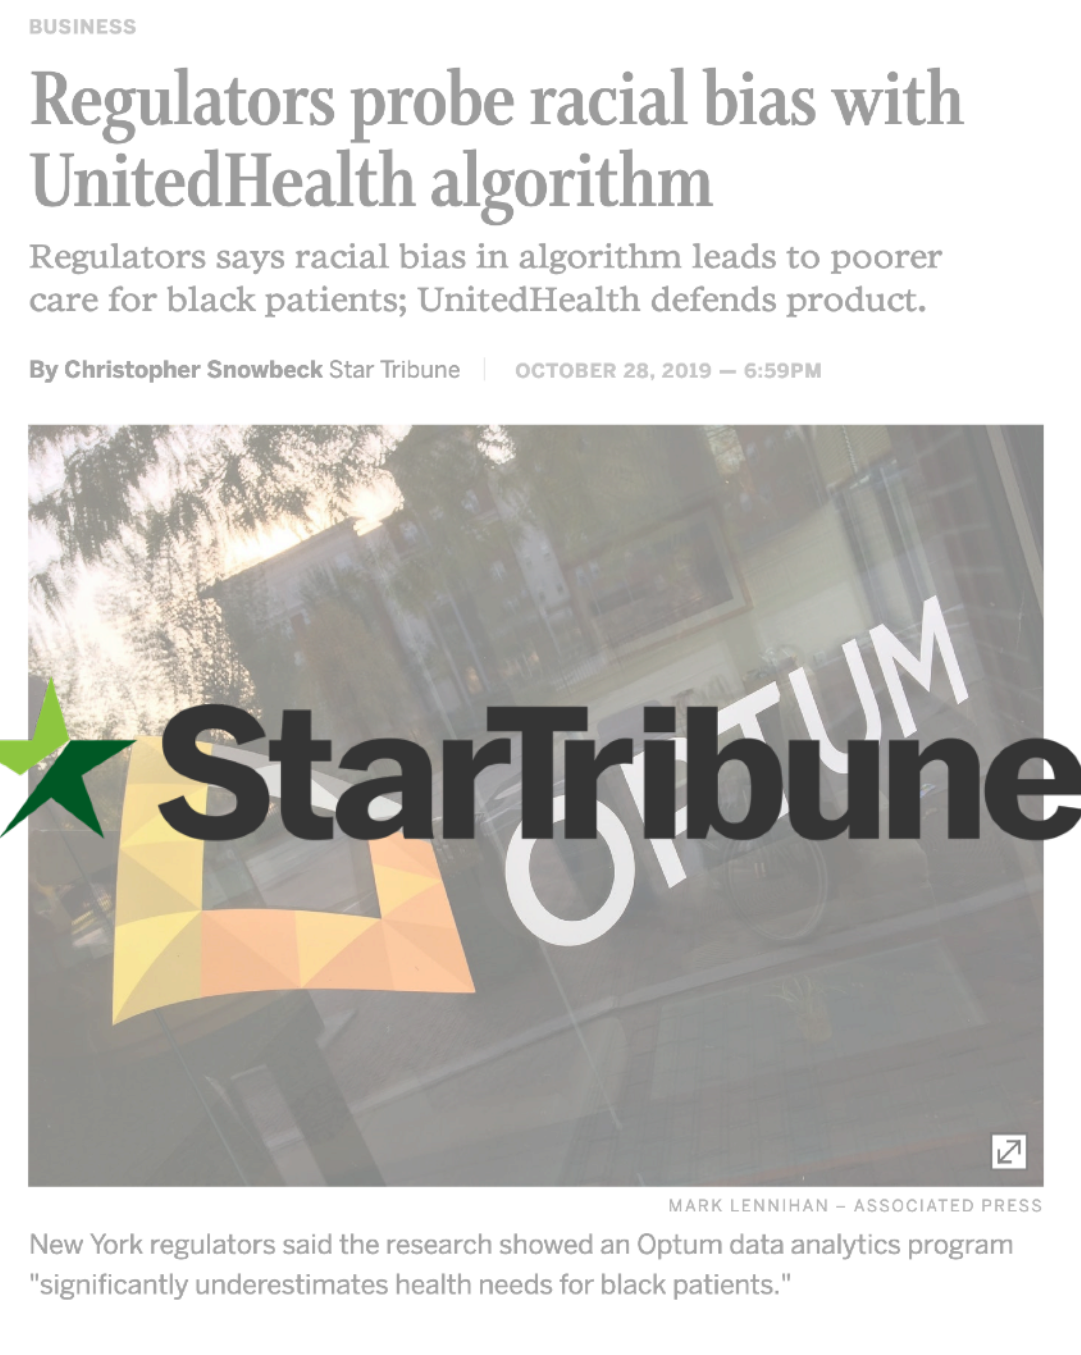 BUSINESS
Regulators probe racial bias with
UnitedHealth algorithm
Regulators says racial bias in algorithm leads to poorer
care for black patients; UnitedHealth defends product.
By Christopher Snowbeck Star Tribune OCTOBER 28, 2019 — 6:59PM
OPTUM
StarTribune
MARK LENNIHAN – ASSOCIATED PRESS
New York regulators said the research showed an Optum data analytics program
"significantly underestimates health needs for black patients."